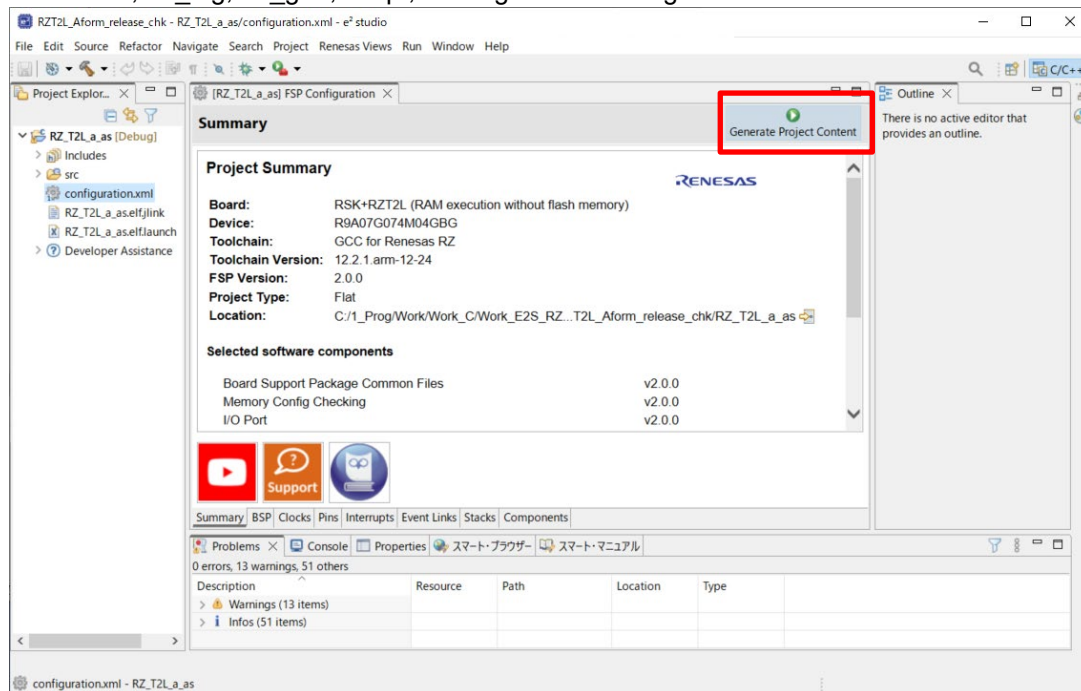 RZT2L_Aform_release_chk - RZ_T2L_a_as/configuration.xml - e² studio
File Edit Source Refactor Navigate Search Project Renesas Views Run Window Help
C/C++
Project Explor...
[RZ_T2L_a_as] FSP Configuration
Outline
RZ_T2L_a_as [Debug]
Includes
src
configuration.xml
RZ_T2L_a_as.elf.jlink
RZ_T2L_a_as.elf.launch
Developer Assistance
Summary
Generate Project Content
There is no active editor that
provides an outline.
Project Summary
RENESAS
Board: RSK+RZT2L (RAM execution without flash memory)
Device: R9A07G074M04GBG
Toolchain: GCC for Renesas RZ
Toolchain Version: 12.2.1.arm-12-24
FSP Version: 2.0.0
Project Type: Flat
Location: C:/1_Prog/Work/Work_C/Work_E2S_RZ...T2L_Aform_release_chk/RZ_T2L_a_as
Selected software components
Board Support Package Common Files v2.0.0
Memory Config Checking v2.0.0
I/O Port v2.0.0
Support
Summary BSP Clocks Pins Interrupts Event Links Stacks Components
Problems Console Properties スマート・ブラウザー スマート・マニュアル
0 errors, 13 warnings, 51 others
Description Resource Path Location Type
Warnings (13 items)
Infos (51 items)
configuration.xml - RZ_T2L_a_as